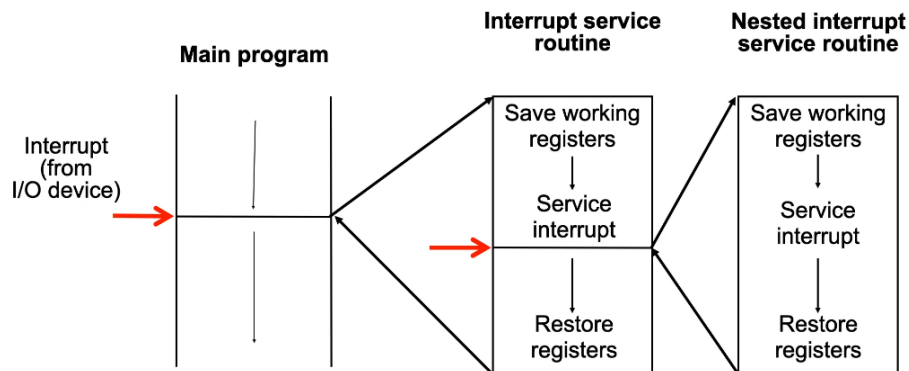 Main program
Interrupt
(from
I/O device)
Interrupt service
routine
Save working
registers
Service
interrupt
Restore
registers
Nested interrupt
service routine
Save working
registers
Service
interrupt
Restore
registers